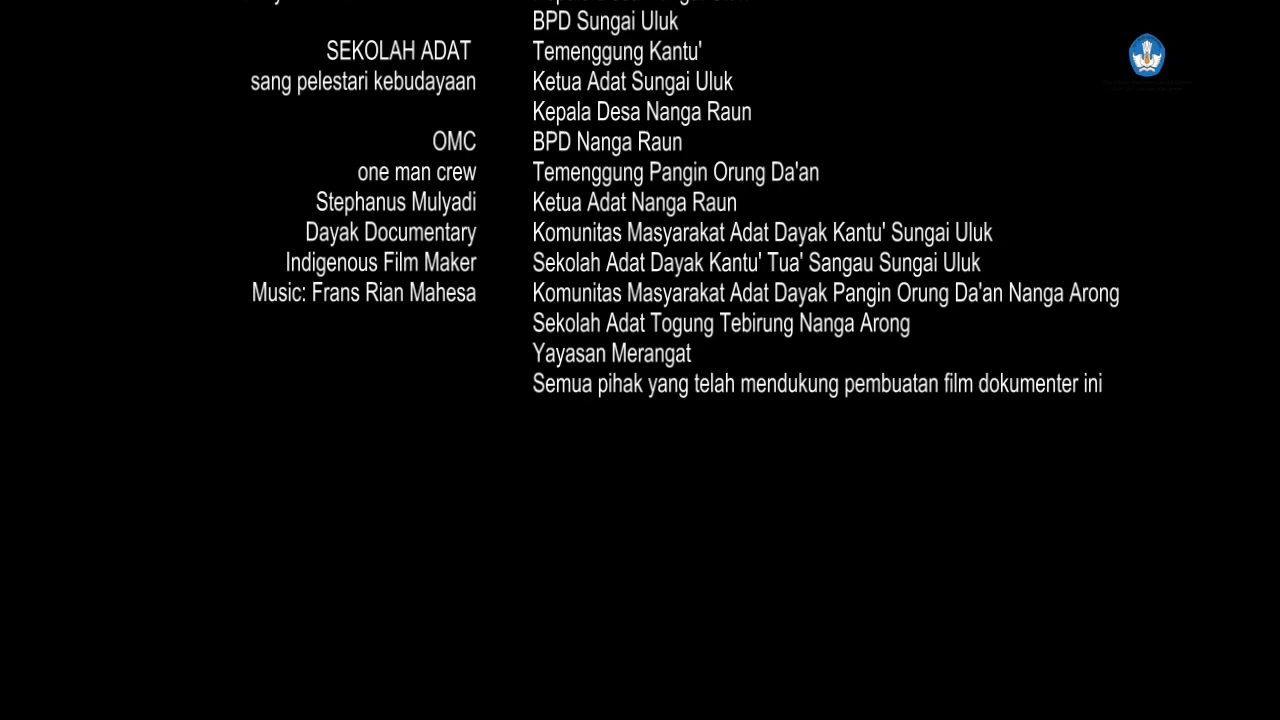 BPD Sungai Uluk
SEKOLAH ADAT
sang pelestari kebudayaan
OMC
one man crew
Stephanus Mulyadi
Dayak Documentary
Indigenous Film Maker
Music: Frans Rian Mahesa
Temenggung Kantu'
Ketua Adat Sungai Uluk
Kepala Desa Nanga Raun
BPD Nanga Raun
Temenggung Pangin Orung Da'an
Ketua Adat Nanga Raun
Komunitas Masyarakat Adat Dayak Kantu' Sungai Uluk
Sekolah Adat Dayak Kantu' Tua' Sangau Sungai Uluk
Komunitas Masyarakat Adat Dayak Pangin Orung Da'an Nanga Arong
Sekolah Adat Togung Tebirung Nanga Arong
Yayasan Merangat
Semua pihak yang telah mendukung pembuatan film dokumenter ini